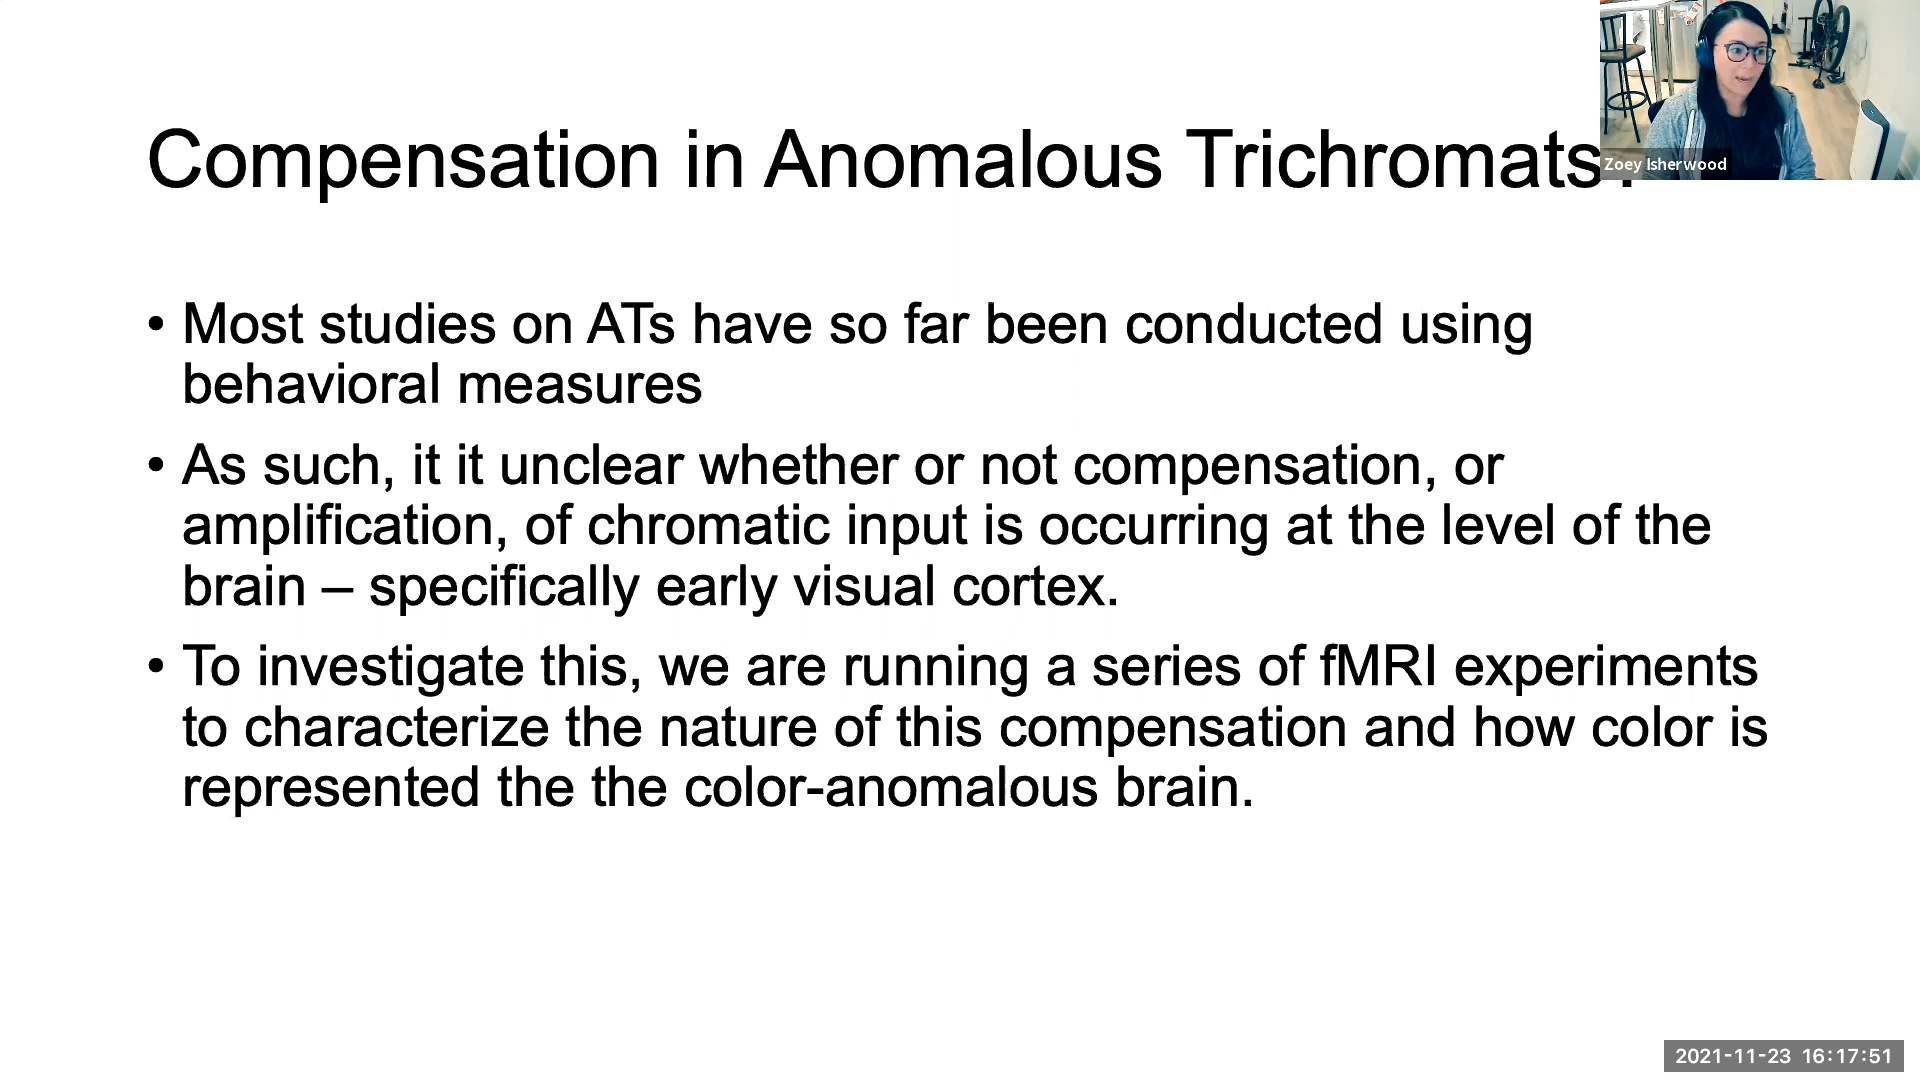 Compensation in Anomalous Trichromats?
Zoey Isherwood
• Most studies on ATs have so far been conducted using
behavioral measures
• As such, it it unclear whether or not compensation, or
amplification, of chromatic input is occurring at the level of the
brain – specifically early visual cortex.
• To investigate this, we are running a series of fMRI experiments
to characterize the nature of this compensation and how color is
represented the the color-anomalous brain.
2021-11-23 16:17:51